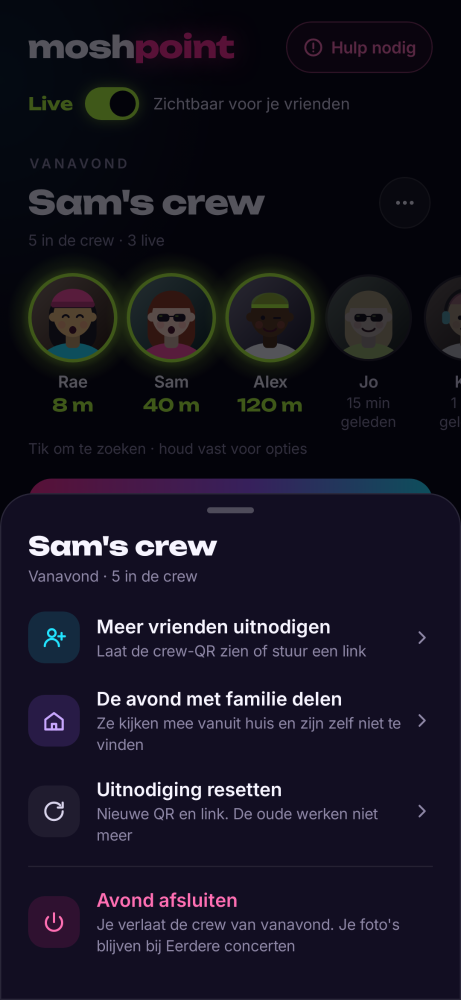 moshpoint
Hulp nodig
Live
Zichtbaar voor je vrienden
VANAVOND
Sam's crew
5 in de crew · 3 live
Rae
Sam
Alex
Jo
8 m
40 m
120 m
15 min
geleden
Tik om te zoeken · houd vast voor opties
Sam's crew
Vanavond · 5 in de crew
Meer vrienden uitnodigen
Laat de crew-QR zien of stuur een link
De avond met familie delen
Ze kijken mee vanuit huis en zijn zelf niet te
vinden
Uitnodiging resetten
Nieuwe QR en link. De oude werken niet
meer
Avond afsluiten
Je verlaat de crew van vanavond. Je foto's
blijven bij Eerdere concerten